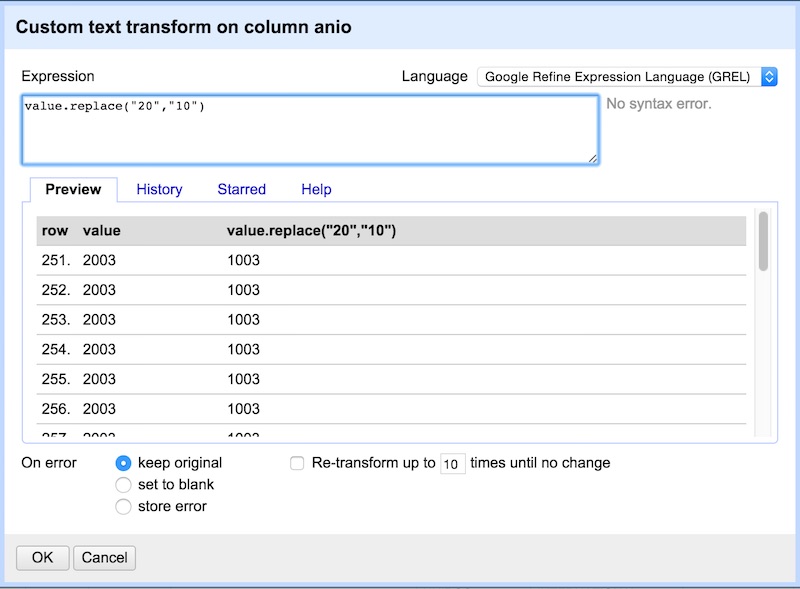 Custom text transform on column anio
Expression Language Google Refine Expression Language (GREL)
value.replace("20","10") No syntax error.
Preview History Starred Help
row value value.replace("20","10")
251. 2003 1003
252. 2003 1003
253. 2003 1003
254. 2003 1003
255. 2003 1003
256. 2003 1003
257. 2003 1003
On error keep original Re-transform up to 10 times until no change
set to blank
store error
OK Cancel